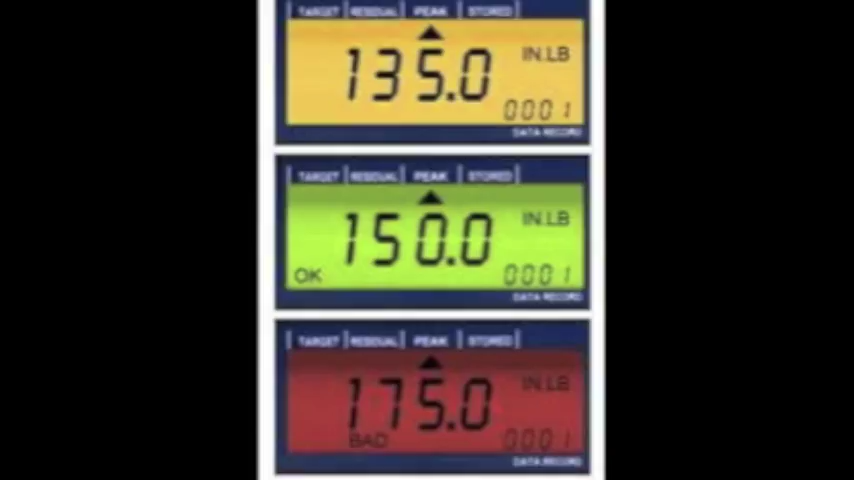 TARGET RESIDUAL PEAK STORED
135.0 IN.LB
0001
DATA RECORD
TARGET RESIDUAL PEAK STORED
150.0 IN.LB
OK 0001
DATA RECORD
TARGET RESIDUAL PEAK STORED
175.0 IN.LB
BAD 0001
DATA RECORD